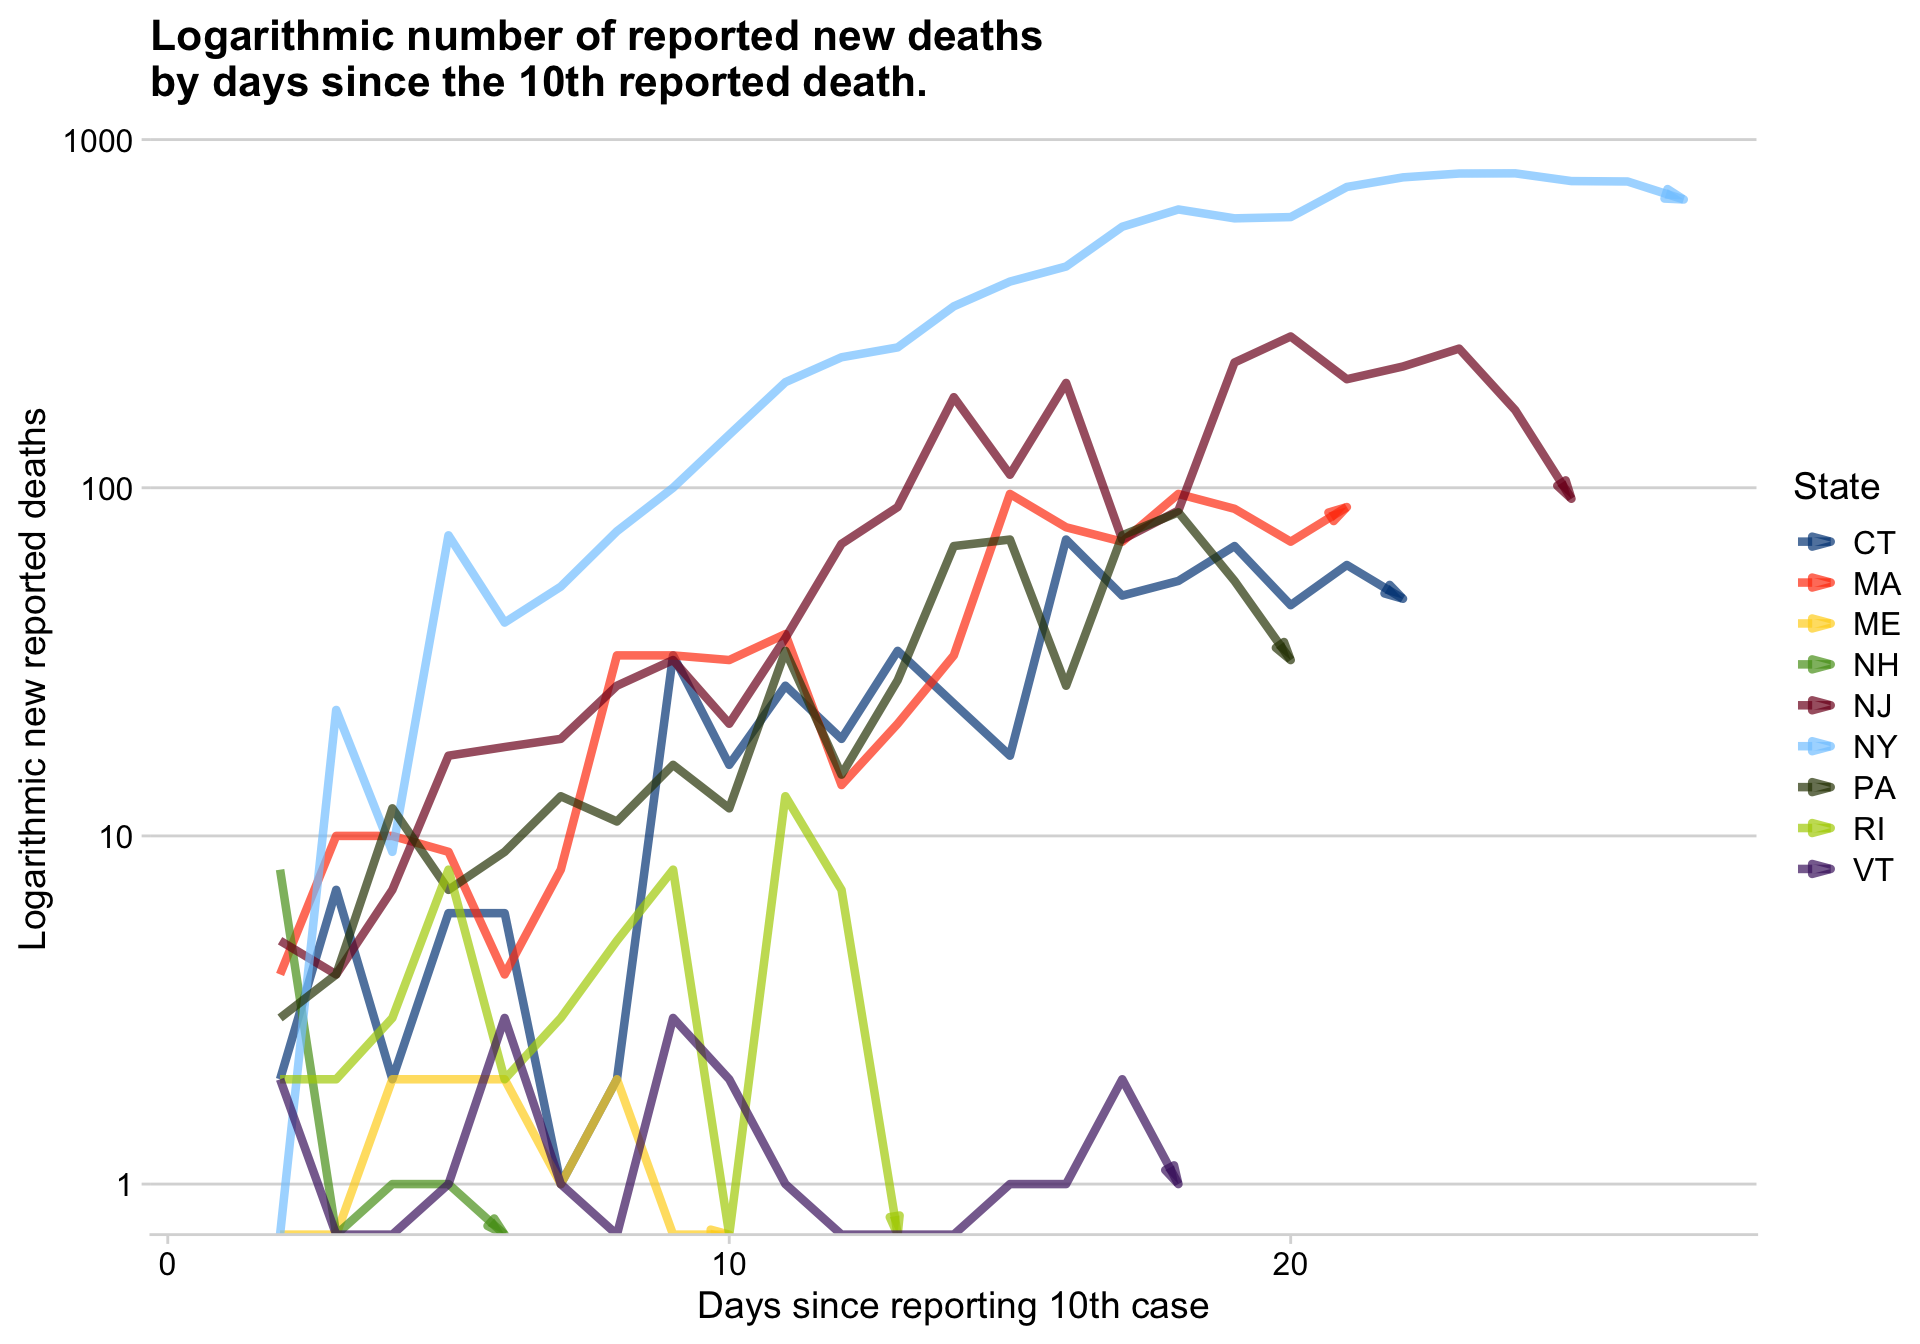 Logarithmic number of reported new deaths
by days since the 10th reported death.
1000
100
10
1
Logarithmic new reported deaths
0
10
20
Days since reporting 10th case
State
CT
MA
ME
NH
NJ
NY
PA
RI
VT